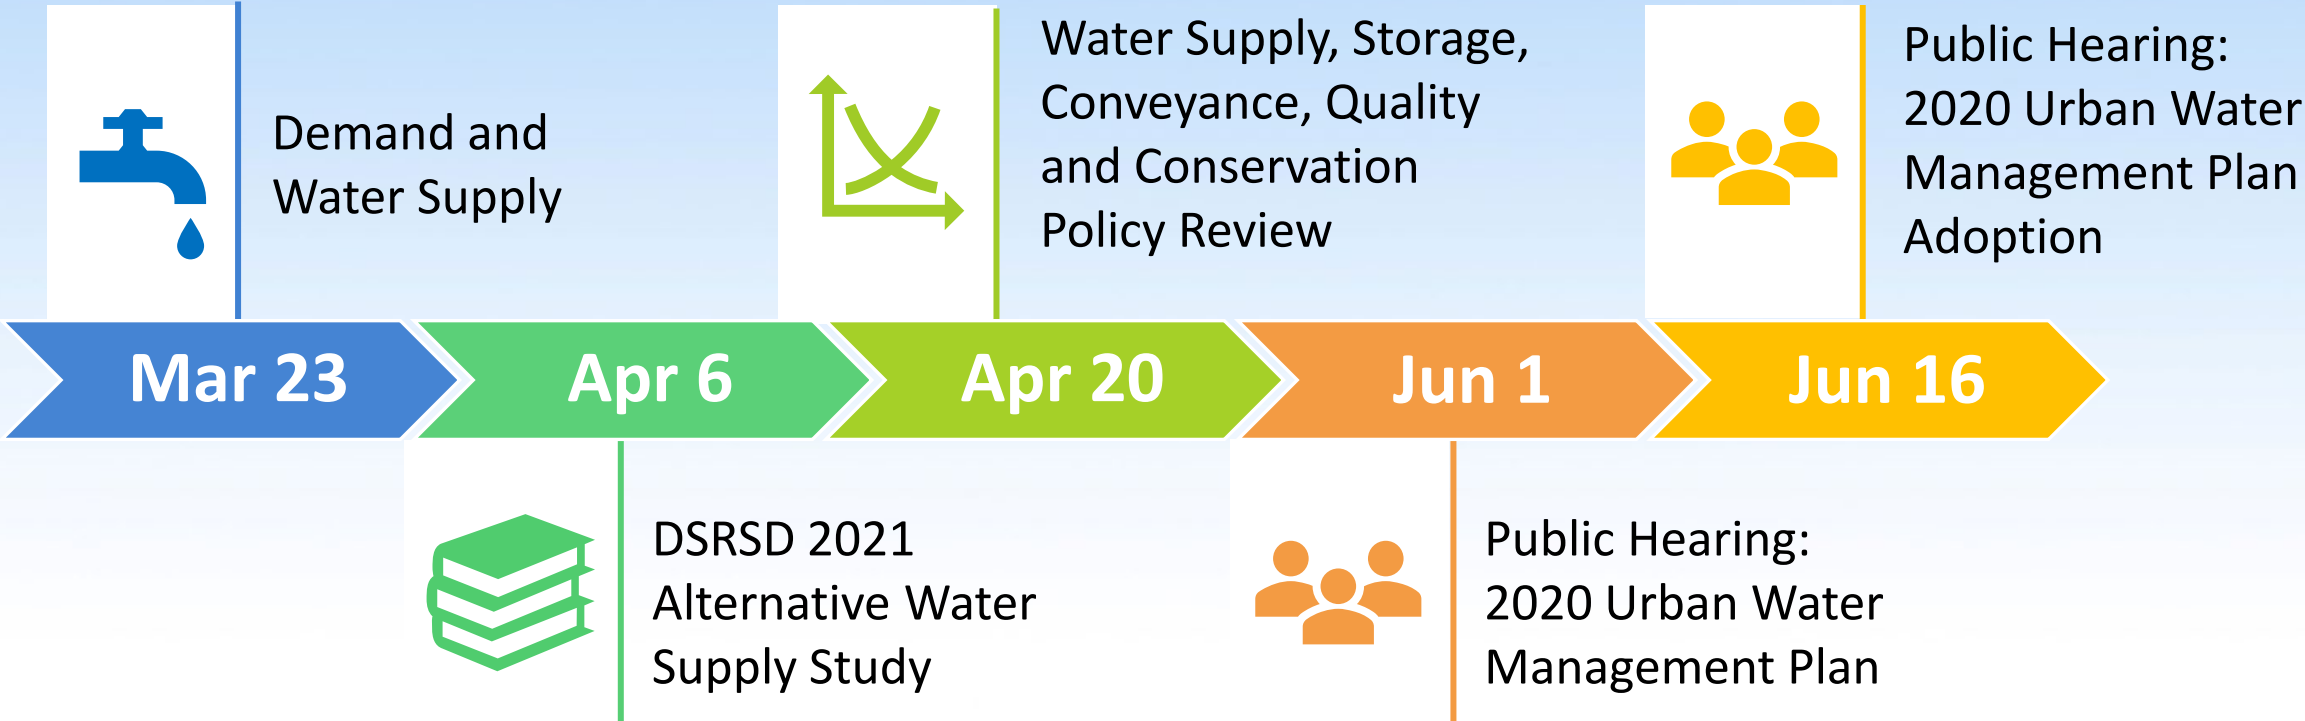 Demand and
Water Supply
Water Supply, Storage,
Conveyance, Quality
and Conservation
Policy Review
Public Hearing:
2020 Urban Water
Management Plan
Adoption
Mar 23
Apr 6
Apr 20
Jun 1
Jun 16
DSRSD 2021
Alternative Water
Supply Study
Public Hearing:
2020 Urban Water
Management Plan